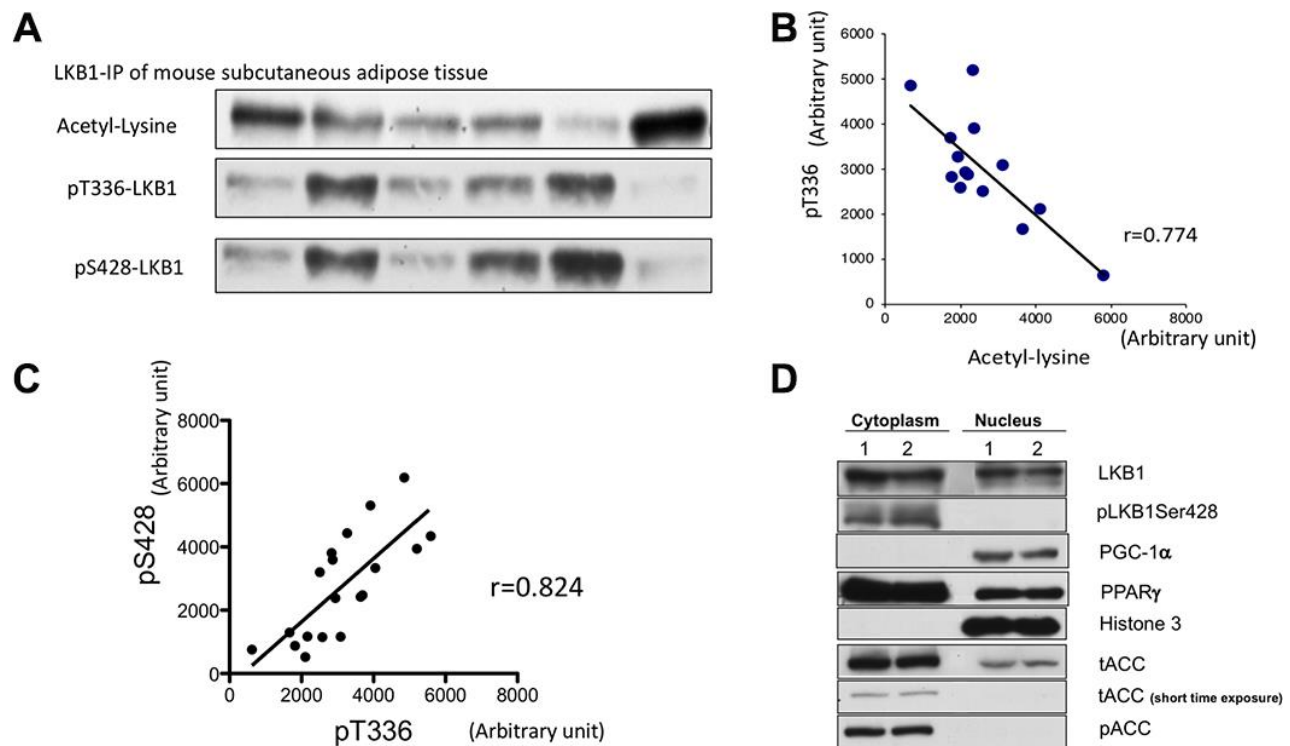 A
LKB1-IP of mouse subcutaneous adipose tissue
Acetyl-Lysine
pT336-LKB1
pS428-LKB1
B
pT336 (Arbitrary unit)
6000
5000
4000
3000
2000
1000
0
r=0.774
0 2000 4000 6000 8000
(Arbitrary unit)
Acetyl-lysine
C
pS428 (Arbitrary unit)
8000
6000
4000
2000
0
r=0.824
0 2000 4000 6000 8000
pT336 (Arbitrary unit)
D
Cytoplasm Nucleus
1 2 1 2
LKB1
pLKB1Ser428
PGC-1α
PPARγ
Histone 3
tACC
tACC (short time exposure)
pACC